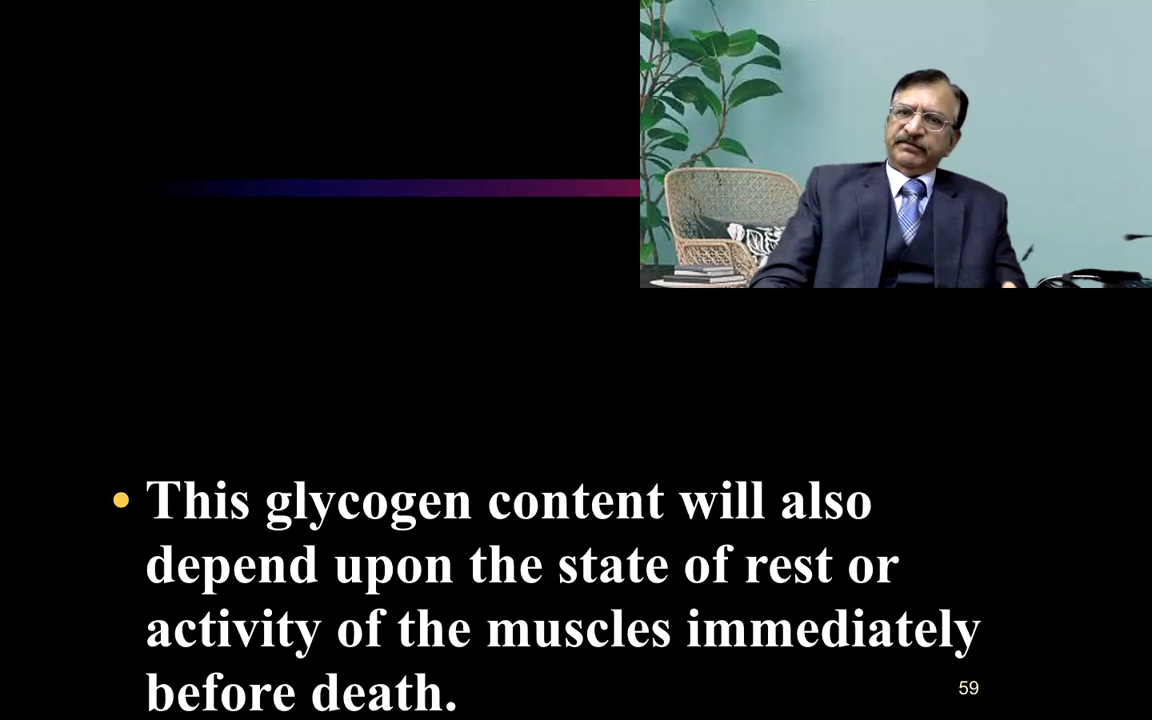 • This glycogen content will also
depend upon the state of rest or
activity of the muscles immediately
before death.
59